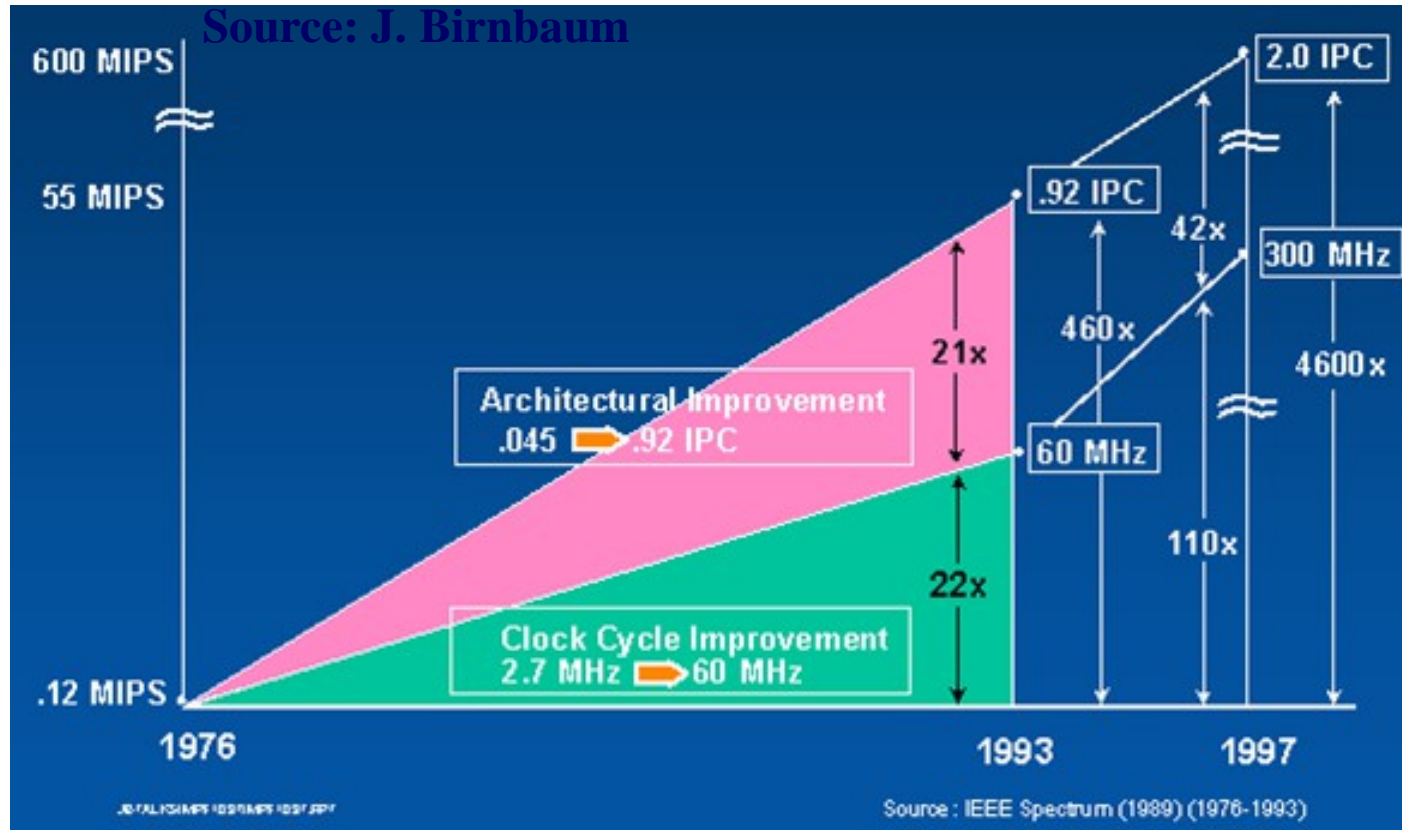 Source: J. Birnbaum
600 MIPS
2.0 IPC
55 MIPS
.92 IPC
42x
300 MHz
21x
460x
4600x
Architectural Improvement
.045 .92 IPC
60 MHz
110x
22x
Clock Cycle Improvement
2.7 MHz 60 MHz
.12 MIPS
1976
1993
1997
Source : IEEE Spectrum (1989) (1976-1993)